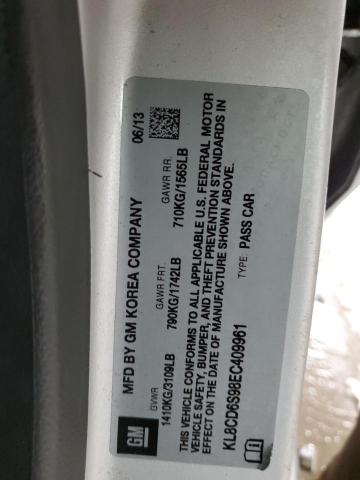 GM
MFD BY GM KOREA COMPANY
06/13
GVWR
GAWR FRT.
GAWR RR.
1410KG/3109LB
790KG/1742LB
710KG/1565LB
THIS VEHICLE CONFORMS TO ALL APPLICABLE U.S. FEDERAL MOTOR
VEHICLE SAFETY, BUMPER, AND THEFT PREVENTION STANDARDS IN
EFFECT ON THE DATE OF MANUFACTURE SHOWN ABOVE.
KL8CD6S98EC409961
TYPE: PASS CAR